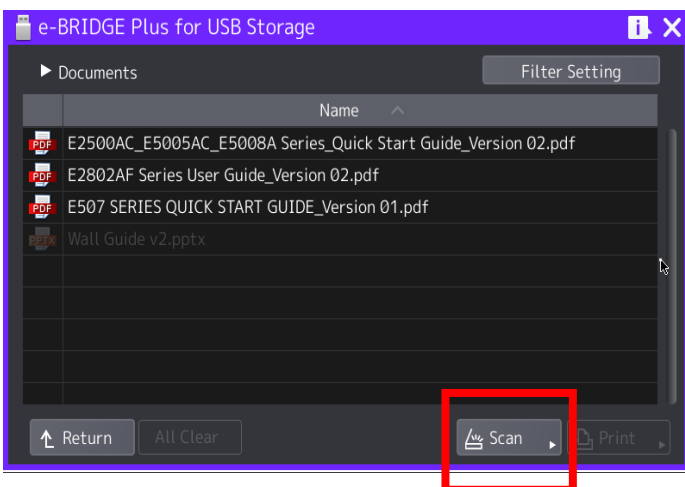 e-BRIDGE Plus for USB Storage
Documents
Filter Setting
Name
PDF E2500AC_E5005AC_E5008A Series_Quick Start Guide_Version 02.pdf
PDF E2802AF Series User Guide_Version 02.pdf
PDF E507 SERIES QUICK START GUIDE_Version 01.pdf
PPTX Wall Guide v2.pptx
Return All Clear Scan Print